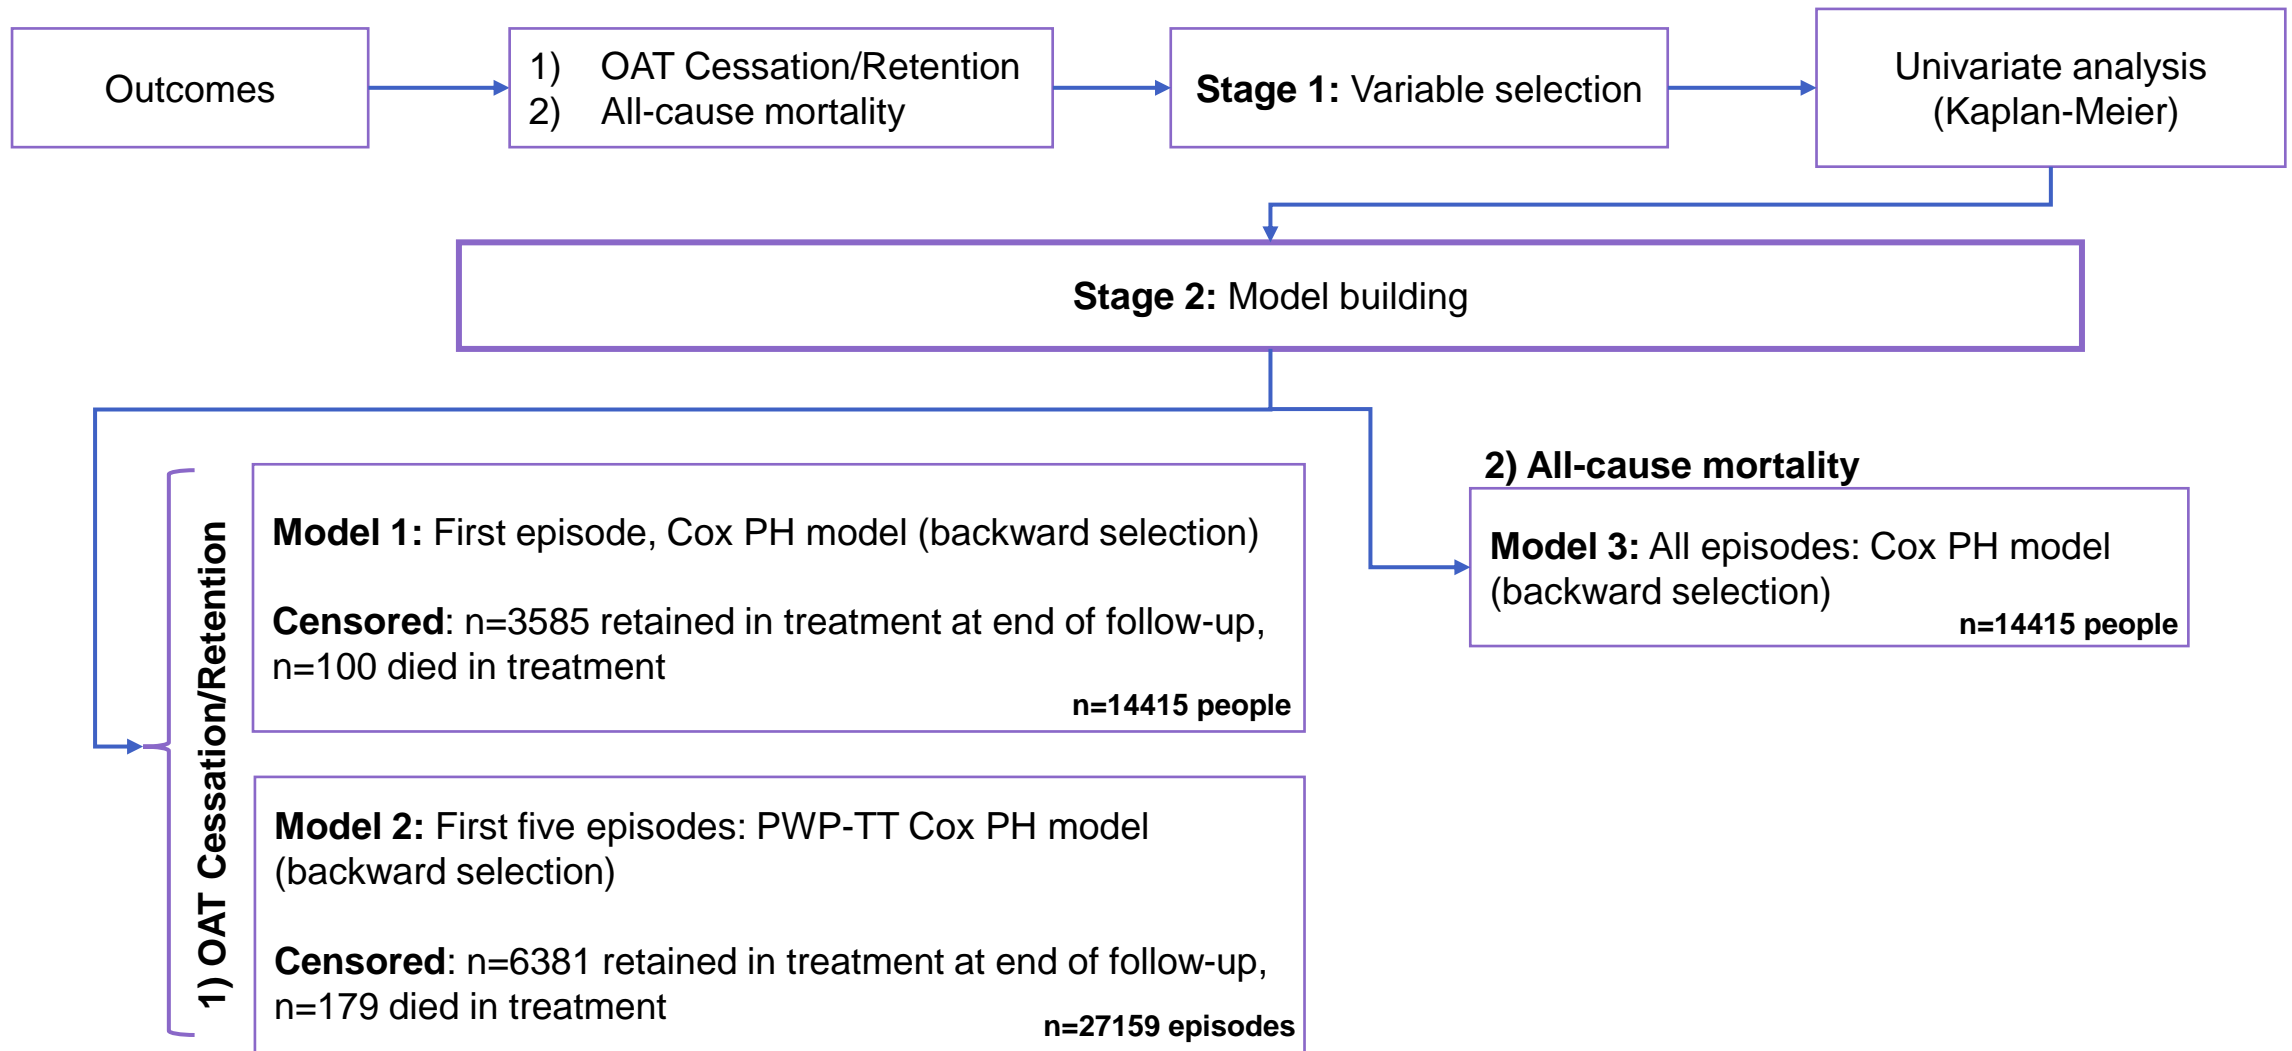 Outcomes
1) OAT Cessation/Retention
2) All-cause mortality
Stage 1: Variable selection
Univariate analysis
(Kaplan-Meier)
Stage 2: Model building
1) OAT Cessation/Retention
Model 1: First episode, Cox PH model (backward selection)
Censored: n=3585 retained in treatment at end of follow-up,
n=100 died in treatment
n=14415 people
Model 2: First five episodes: PWP-TT Cox PH model
(backward selection)
Censored: n=6381 retained in treatment at end of follow-up,
n=179 died in treatment
n=27159 episodes
2) All-cause mortality
Model 3: All episodes: Cox PH model
(backward selection)
n=14415 people